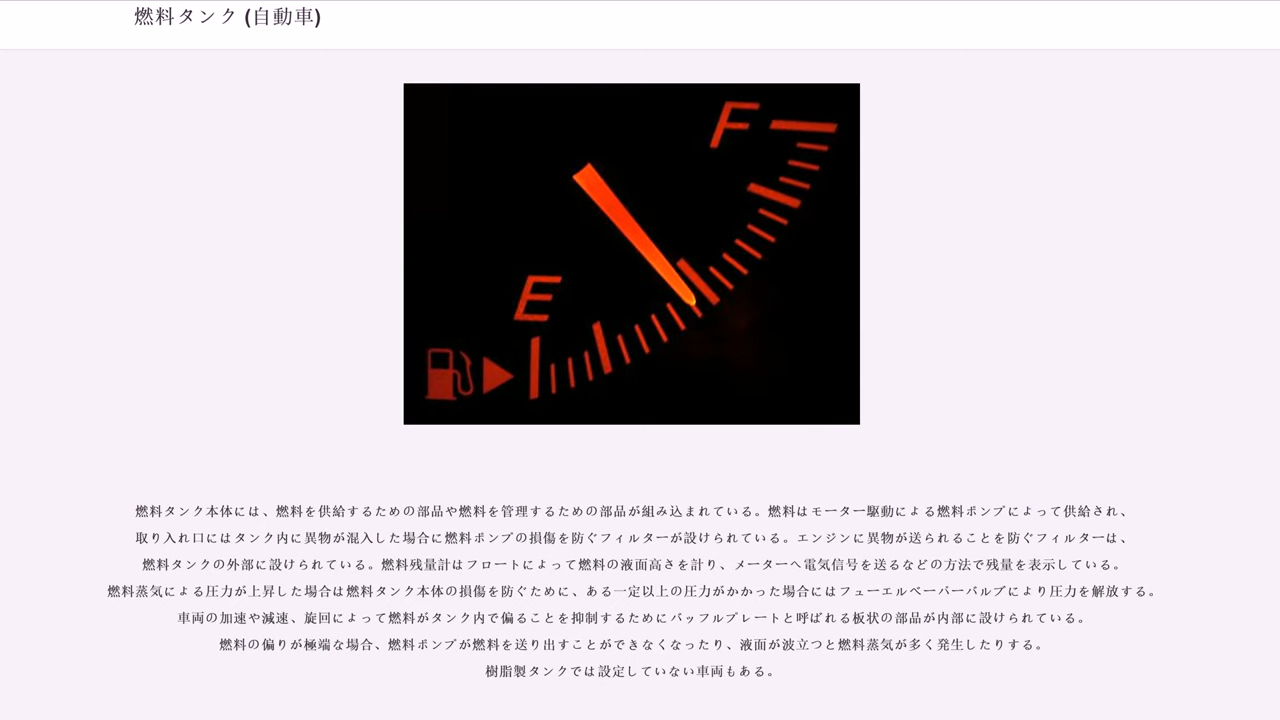 燃料タンク (自動車)
F
E
燃料タンク本体には、燃料を供給するための部品や燃料を管理するための部品が組み込まれている。燃料はモーター駆動による燃料ポンプによって供給され、
取り入れ口にはタンク内に異物が混入した場合に燃料ポンプの損傷を防ぐフィルターが設けられている。エンジンに異物が送られることを防ぐフィルターは、
燃料タンクの外部に設けられている。燃料残量計はフロートによって燃料の液面高さを計り、メーターへ電気信号を送るなどの方法で残量を表示している。
燃料蒸気による圧力が上昇した場合は燃料タンク本体の損傷を防ぐために、ある一定以上の圧力がかかった場合にはフューエルベーパーバルブにより圧力を解放する。
車両の加速や減速、旋回によって燃料がタンク内で偏ることを抑制するためにバッフルプレートと呼ばれる板状の部品が内部に設けられている。
燃料の偏りが極端な場合、燃料ポンプが燃料を送り出すことができなくなったり、液面が波立つと燃料蒸気が多く発生したりする。
樹脂製タンクでは設定していない車両もある。